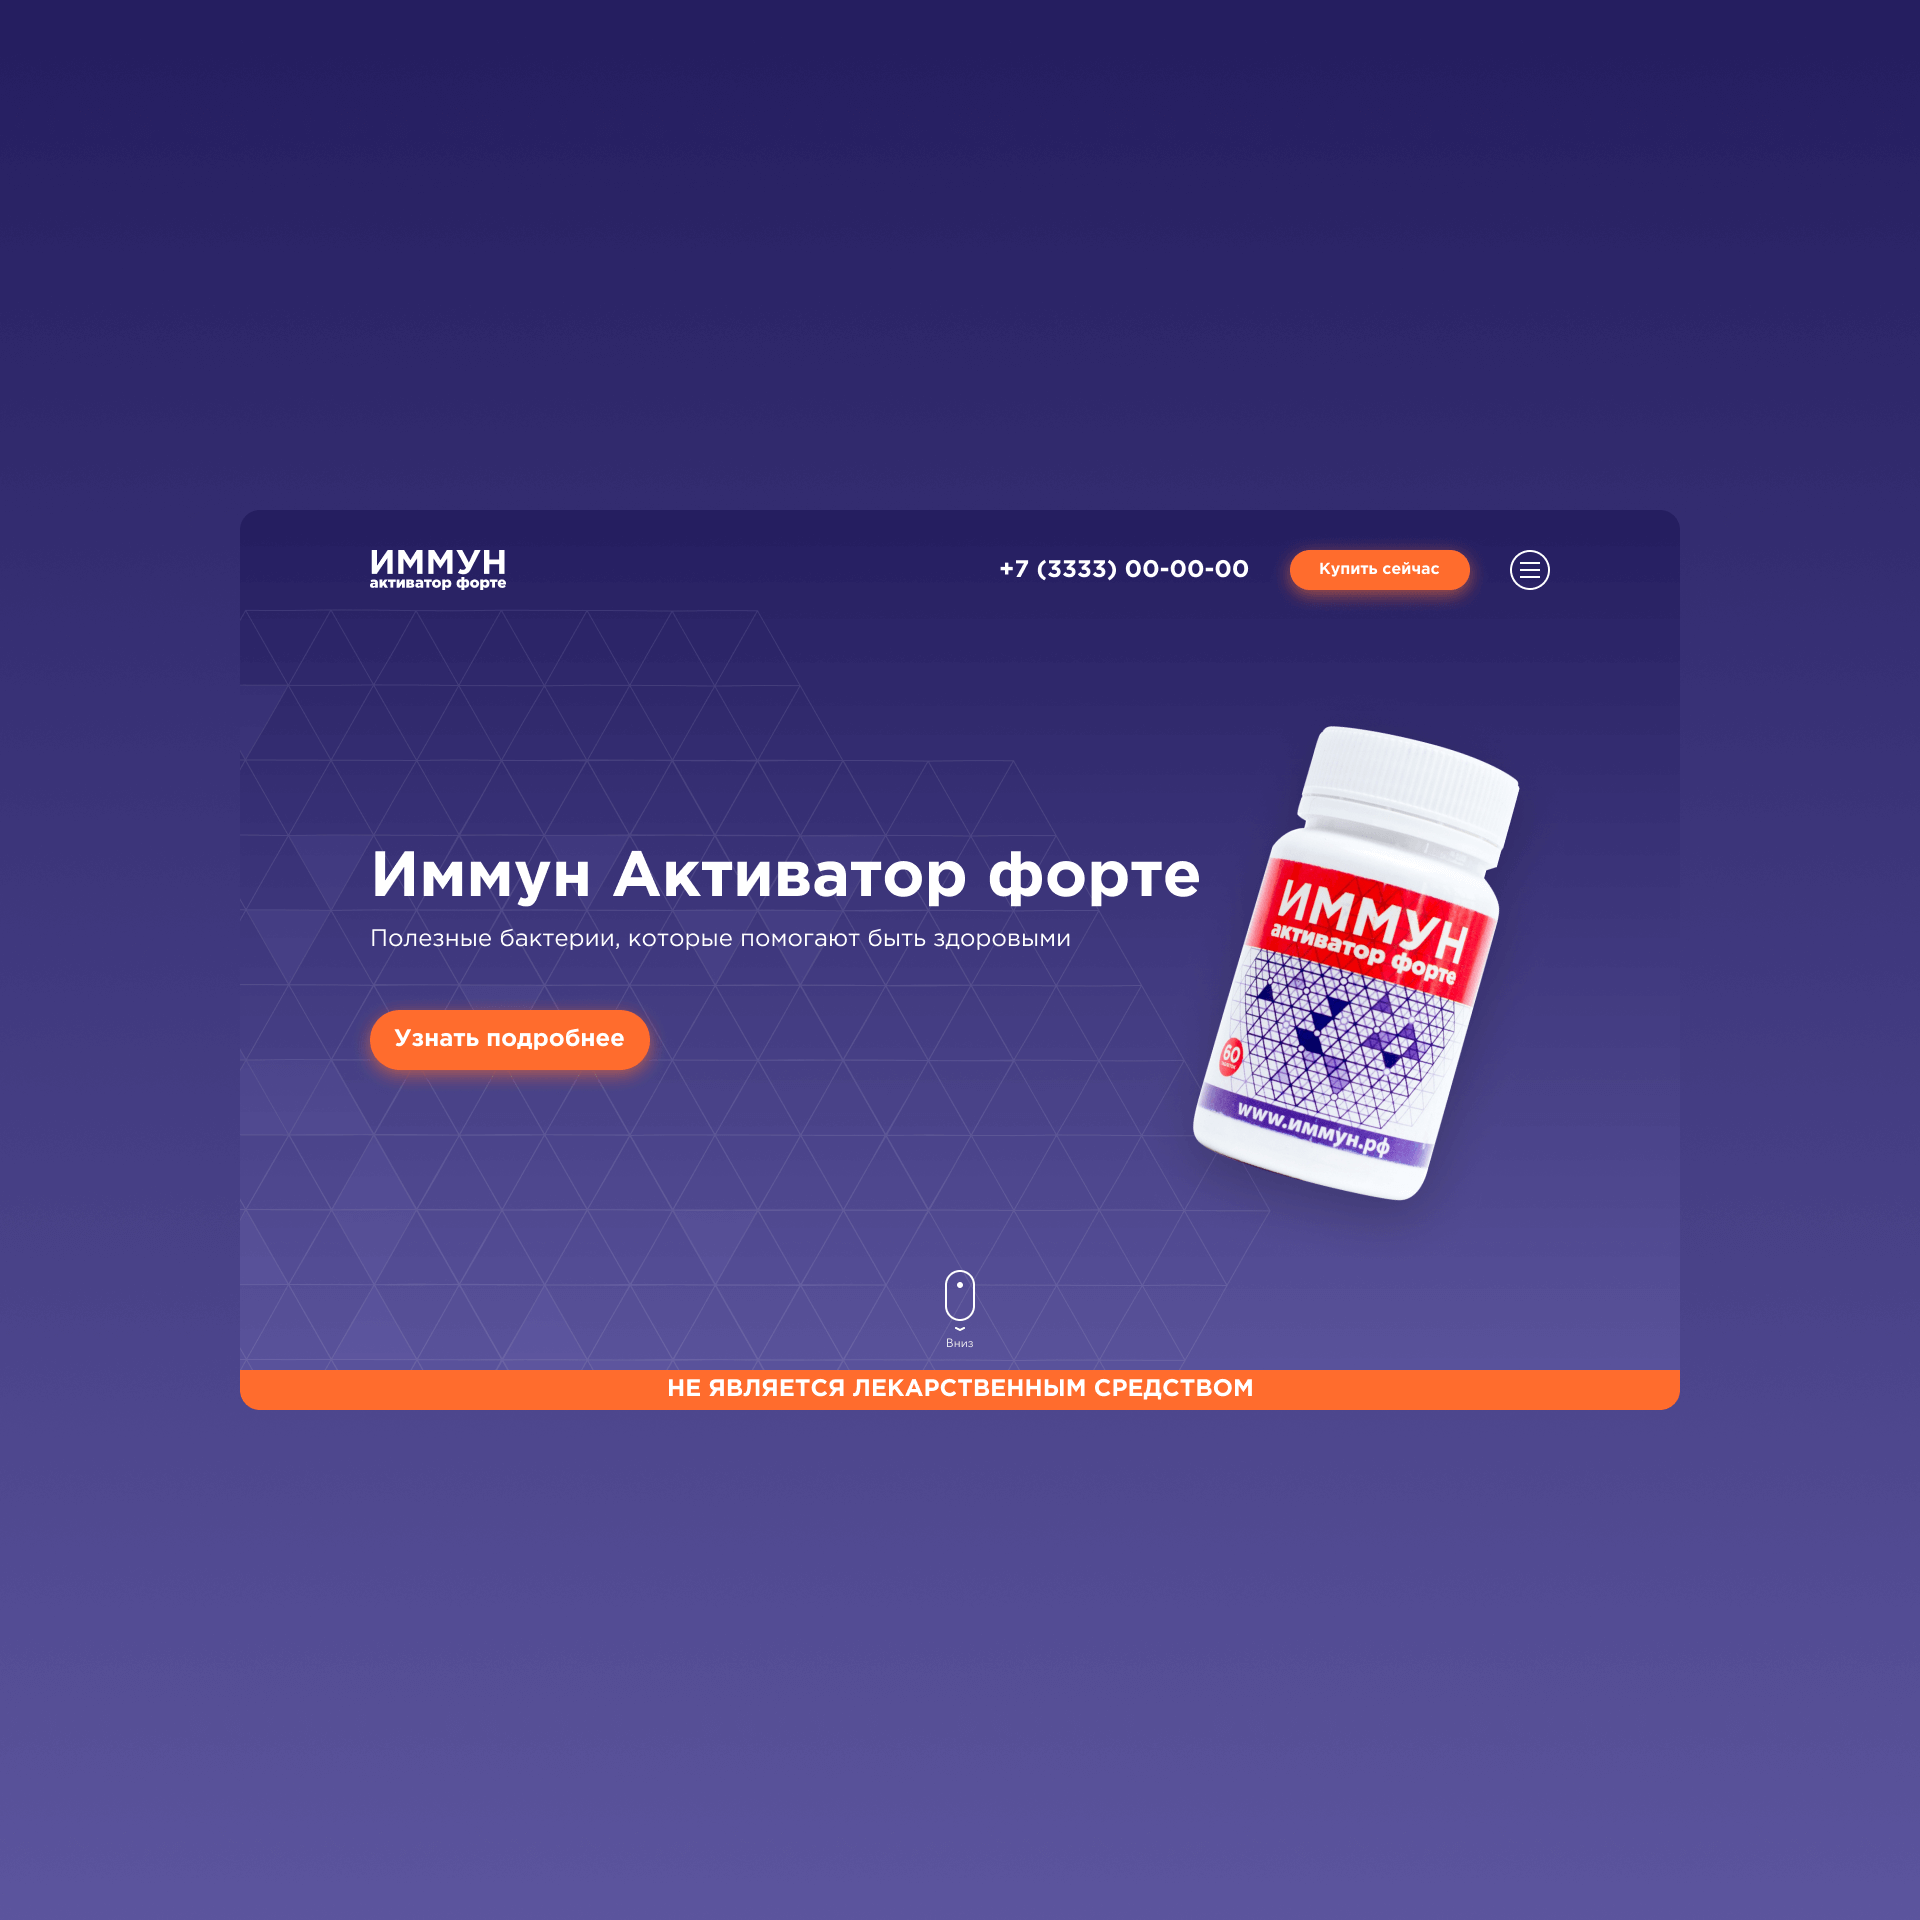 ИММУН
активатор форте
+7 (3333) 00-00-00
Купить сейчас
Иммун Активатор форте
Полезные бактерии, которые помогают быть здоровыми
Узнать подробнее
ИММУН
активатор форте
60
www.иммун.рф
Вниз
НЕ ЯВЛЯЕТСЯ ЛЕКАРСТВЕННЫМ СРЕДСТВОМ